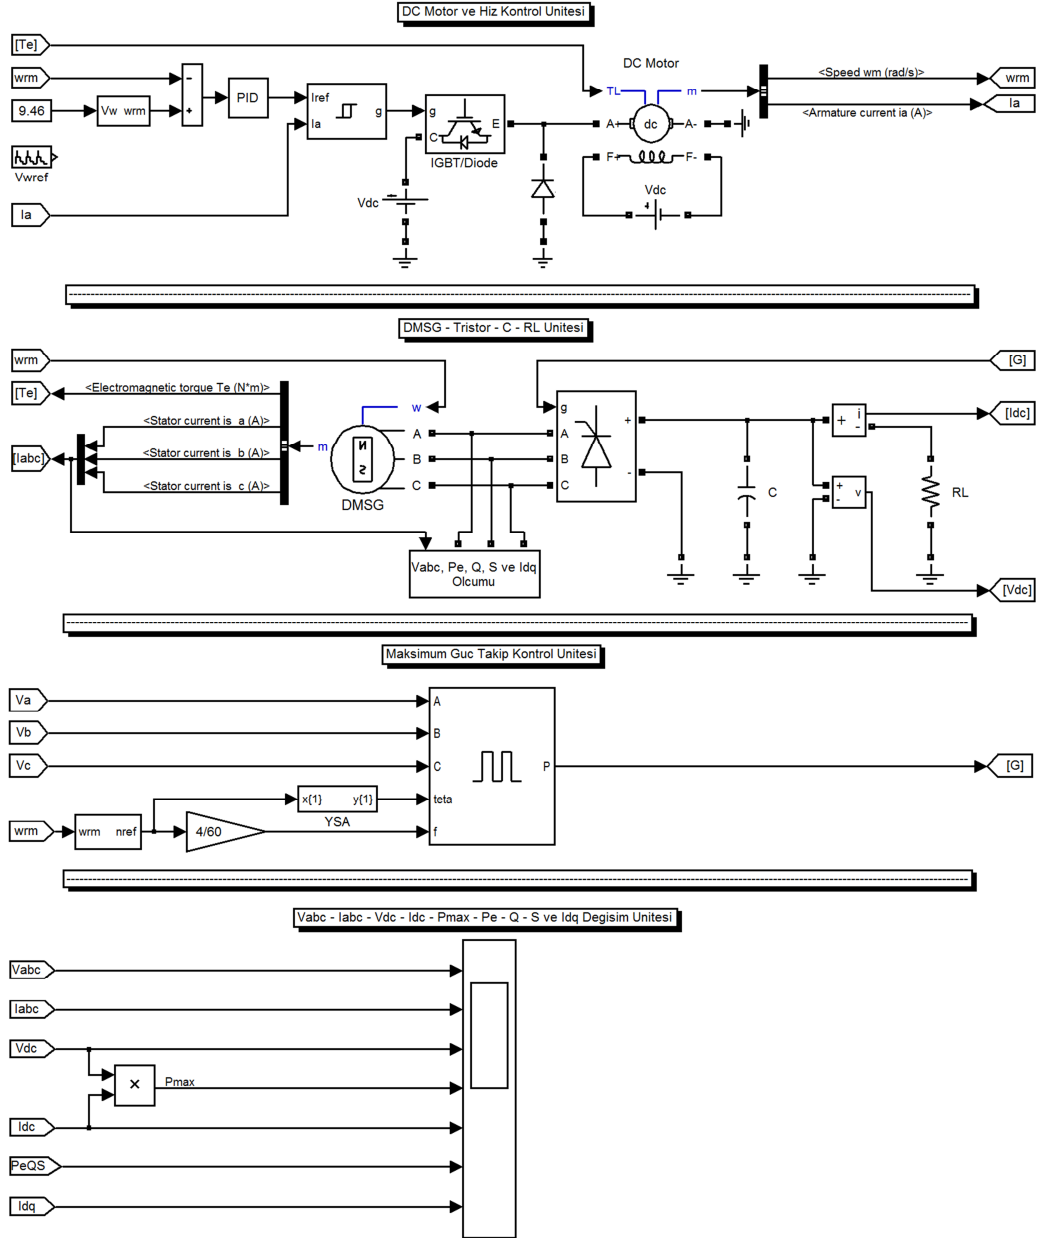 DC Motor ve Hiz Kontrol Unitesi
[Te]
DC Motor
wrm
-
+
PID
Iref
Ia
g
g
C
E
IGBT/Diode
TL
m
dc
A+
A-
F+
F-
<Speed wm (rad/s)>
wrm
<Armature current ia (A)>
Ia
9.46
Vw wrm
Vwref
Ia
Vdc
Vdc
+
DMSG - Tristor - C - RL Unitesi
wrm
[G]
[Te]
<Electromagnetic torque Te (N*m)>
<Stator current is a (A)>
[Iabc]
<Stator current is b (A)>
<Stator current is c (A)>
m
w
N
S
A
B
C
DMSG
g
A
B
C
+
-
+
i
-
[Idc]
C
+
-
v
RL
Vabc, Pe, Q, S ve Idq
Olcumu
[Vdc]
Maksimum Guc Takip Kontrol Unitesi
Va
A
Vb
B
Vc
C
P
[G]
x{1} y{1}
teta
YSA
wrm
wrm nref
4/60
f
Vabc - Iabc - Vdc - Idc - Pmax - Pe - Q - S ve Idq Degisim Unitesi
Vabc
Iabc
Vdc
×
Pmax
Idc
PeQS
Idq